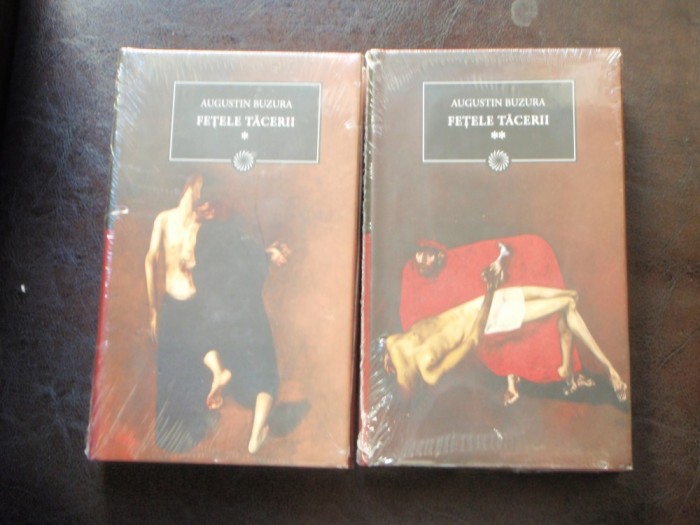 AUGUSTIN BUZURA
FEȚELE TĂCERII
*
AUGUSTIN BUZURA
FEȚELE TĂCERII
**